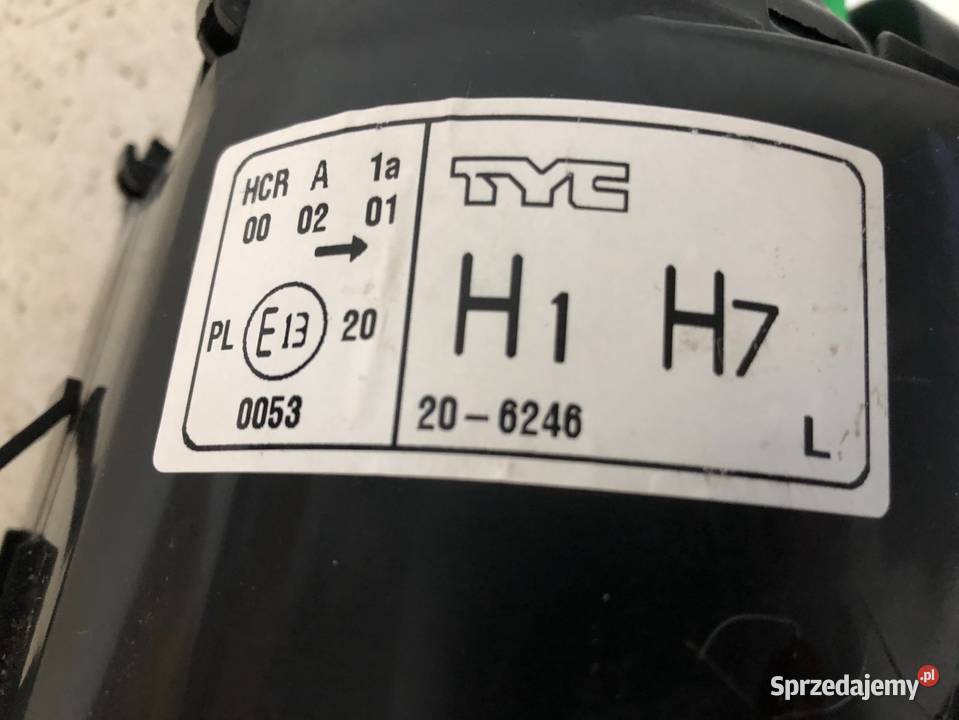 HCR A 1a
00 02 01
→
PL E13 20
0053
TYC
H1 H7
20-6246
L
Sprzedajemy.pl